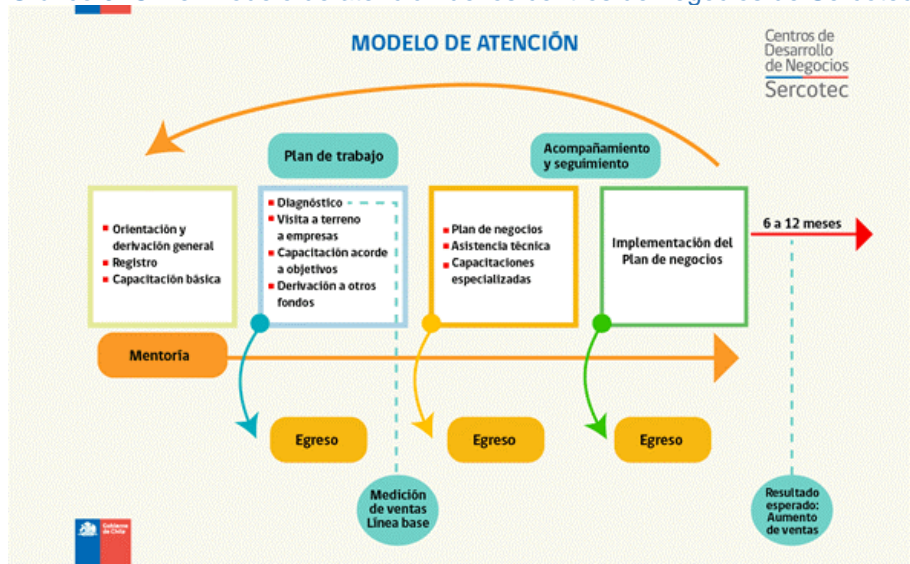 MODELO DE ATENCIÓN
Centros de
Desarrollo
de Negocios
Sercotec
Plan de trabajo
Acompañamiento
y seguimiento
Orientación y
derivación general
Registro
Capacitación básica
Diagnóstico
Visita a terreno
a empresas
Capacitación acorde
a objetivos
Derivación a otros
fondos
Plan de negocios
Asistencia técnica
Capacitaciones
especializadas
Implementación del
Plan de negocios
6 a 12 meses
Mentoría
Egreso
Egreso
Egreso
Medición
de ventas
Línea base
Resultado
esperado:
Aumento
de ventas
Gobierno
de Chile